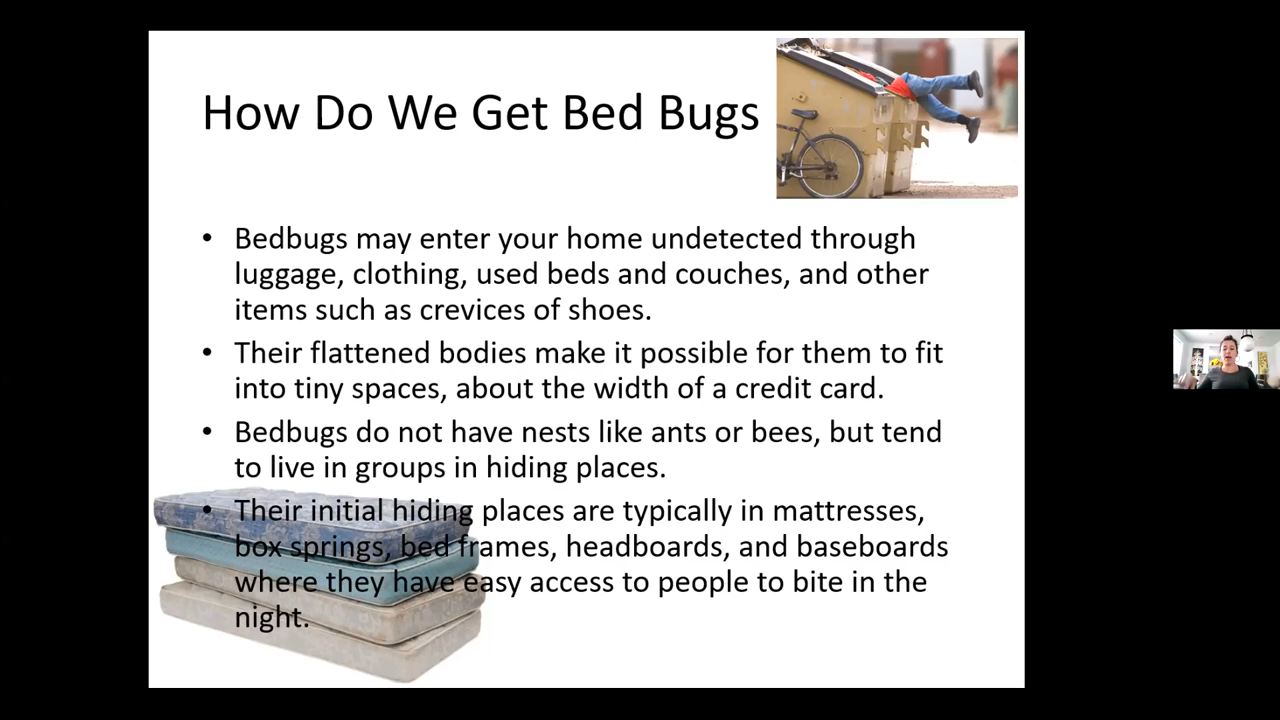 How Do We Get Bed Bugs
• Bedbugs may enter your home undetected through
luggage, clothing, used beds and couches, and other
items such as crevices of shoes.
• Their flattened bodies make it possible for them to fit
into tiny spaces, about the width of a credit card.
• Bedbugs do not have nests like ants or bees, but tend
to live in groups in hiding places.
• Their initial hiding places are typically in mattresses,
box springs, bed frames, headboards, and baseboards
where they have easy access to people to bite in the
night.